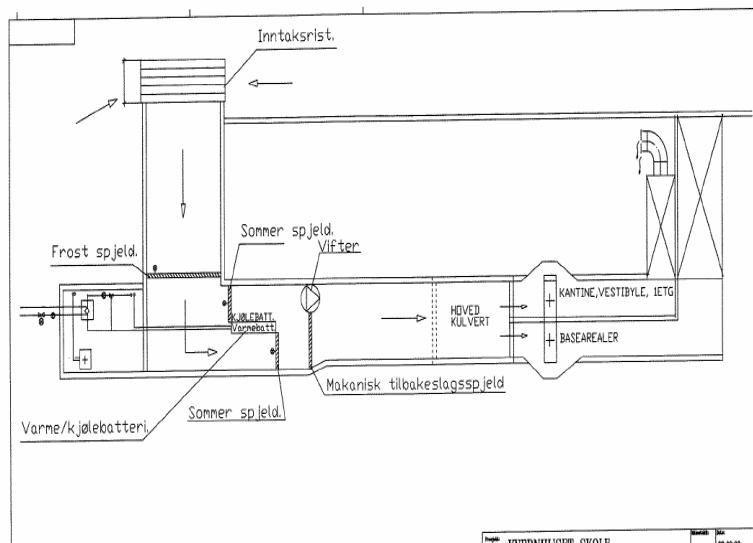 Inntaksrist.
Sommer spjeld.
Vifter
Frost spjeld.
KJØLEBATT.
Varmebatt.
HOVED
KULVERT
KANTINE,VESTIBYLE, 1ETG
BASEAREALER
Makanisk tilbakeslagsspjeld
Sommer spjeld.
Varme/kjølebatteri.
SKOLE